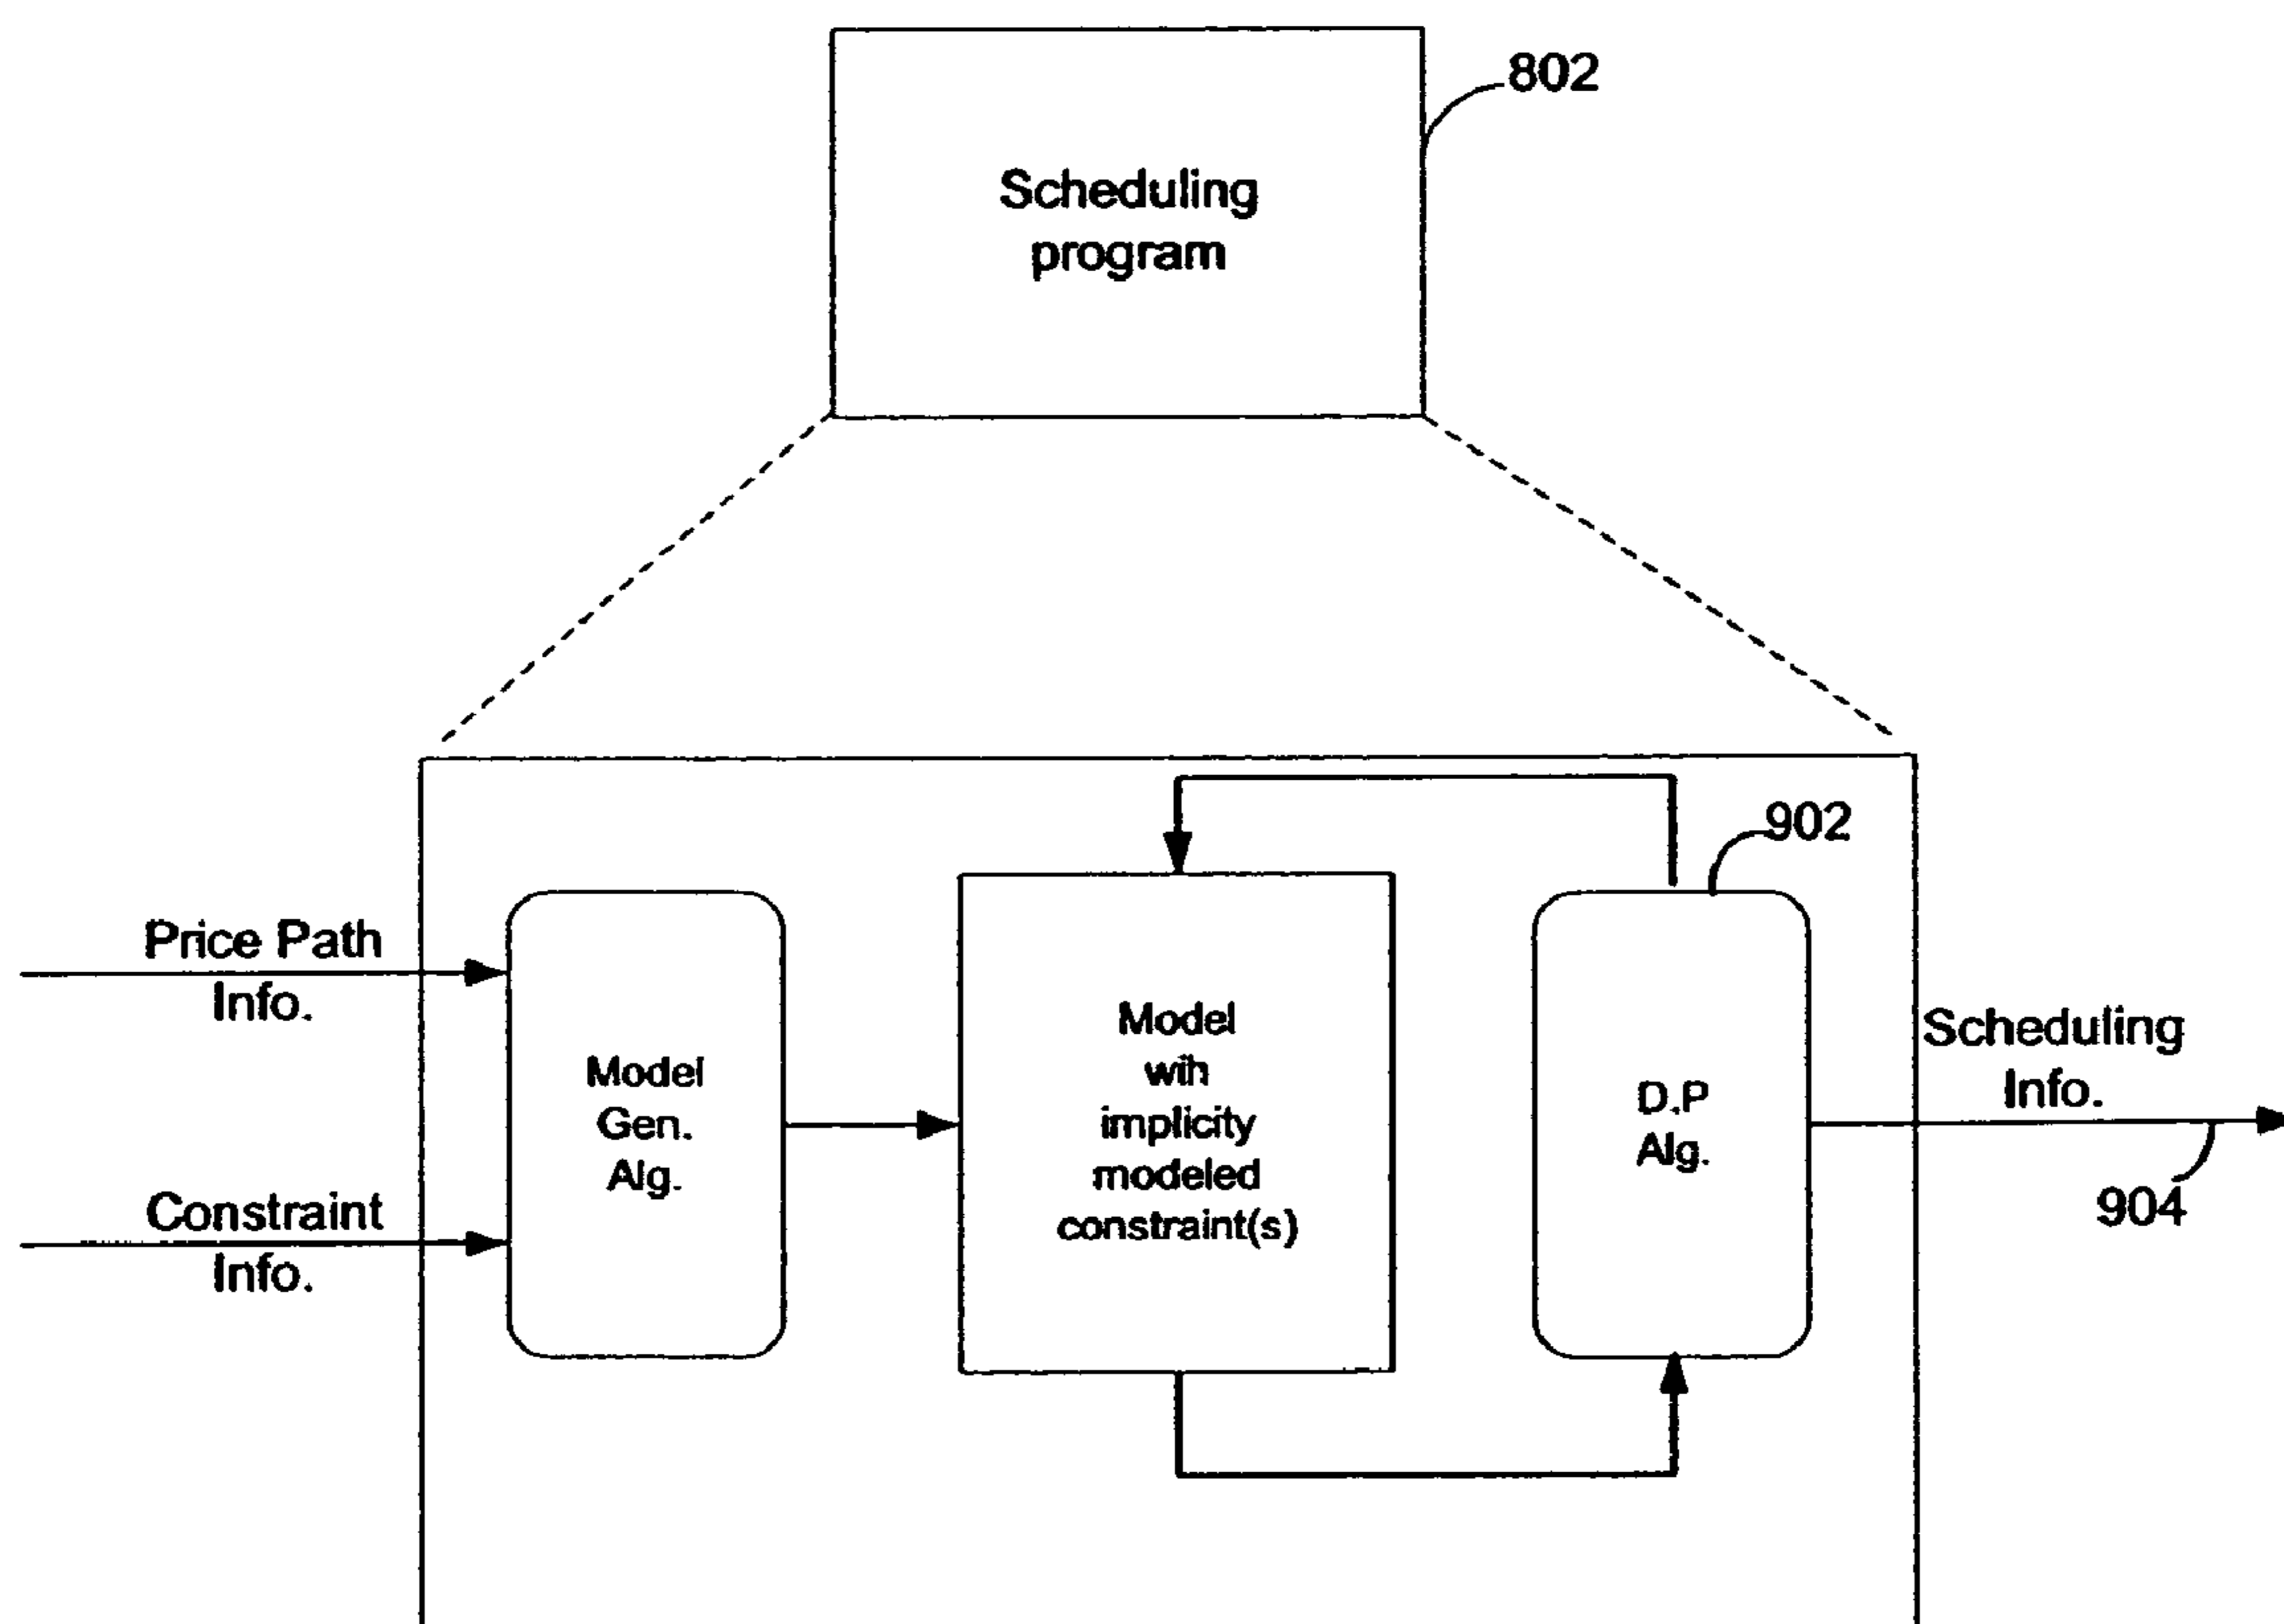 802
Scheduling
program
902
Price Path
Info.
Constraint
Info.
Model
Gen.
Alg.
Model
wih
implicity
modeled
constraint(s)
D.P
Alg.
Scheduling
Info.
904